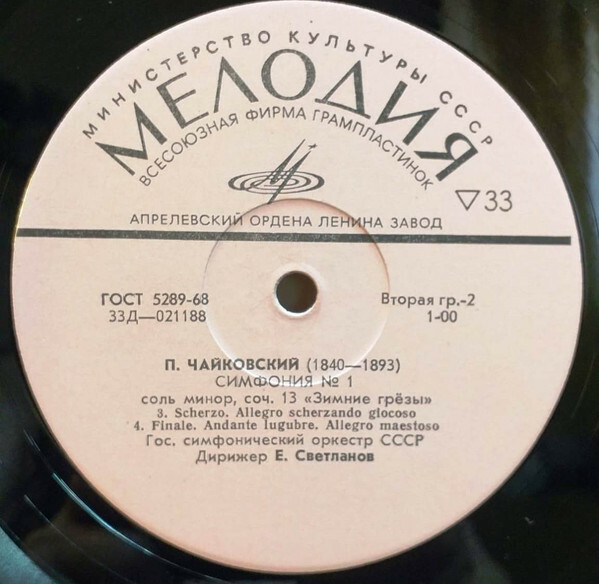 МИНИСТЕРСТВО КУЛЬТУРЫ СССР
МЕЛОДИЯ
ВСЕСОЮЗНАЯ ФИРМА ГРАМПЛАСТИНОК
▽33
АПРЕЛЕВСКИЙ ОРДЕНА ЛЕНИНА ЗАВОД
ГОСТ 5289-68
Вторая гр.-2
33Д—021188
1-00
П. ЧАЙКОВСКИЙ (1840—1893)
СИМФОНИЯ № 1
соль минор, соч. 13 «Зимние грёзы»
3. Scherzo. Allegro scherzando giocoso
4. Finale. Andante lugubre. Allegro maestoso
Гос. симфонический оркестр СССР
Дирижер Е. Светланов